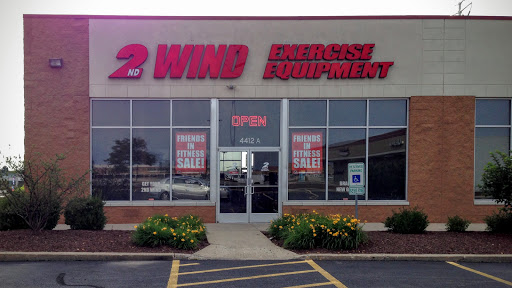 2ND WIND EXERCISE
EQUIPMENT
OPEN
4412 A
FRIENDS
IN
FITNESS
SALE!
FRIENDS
IN
FITNESS
SALE!